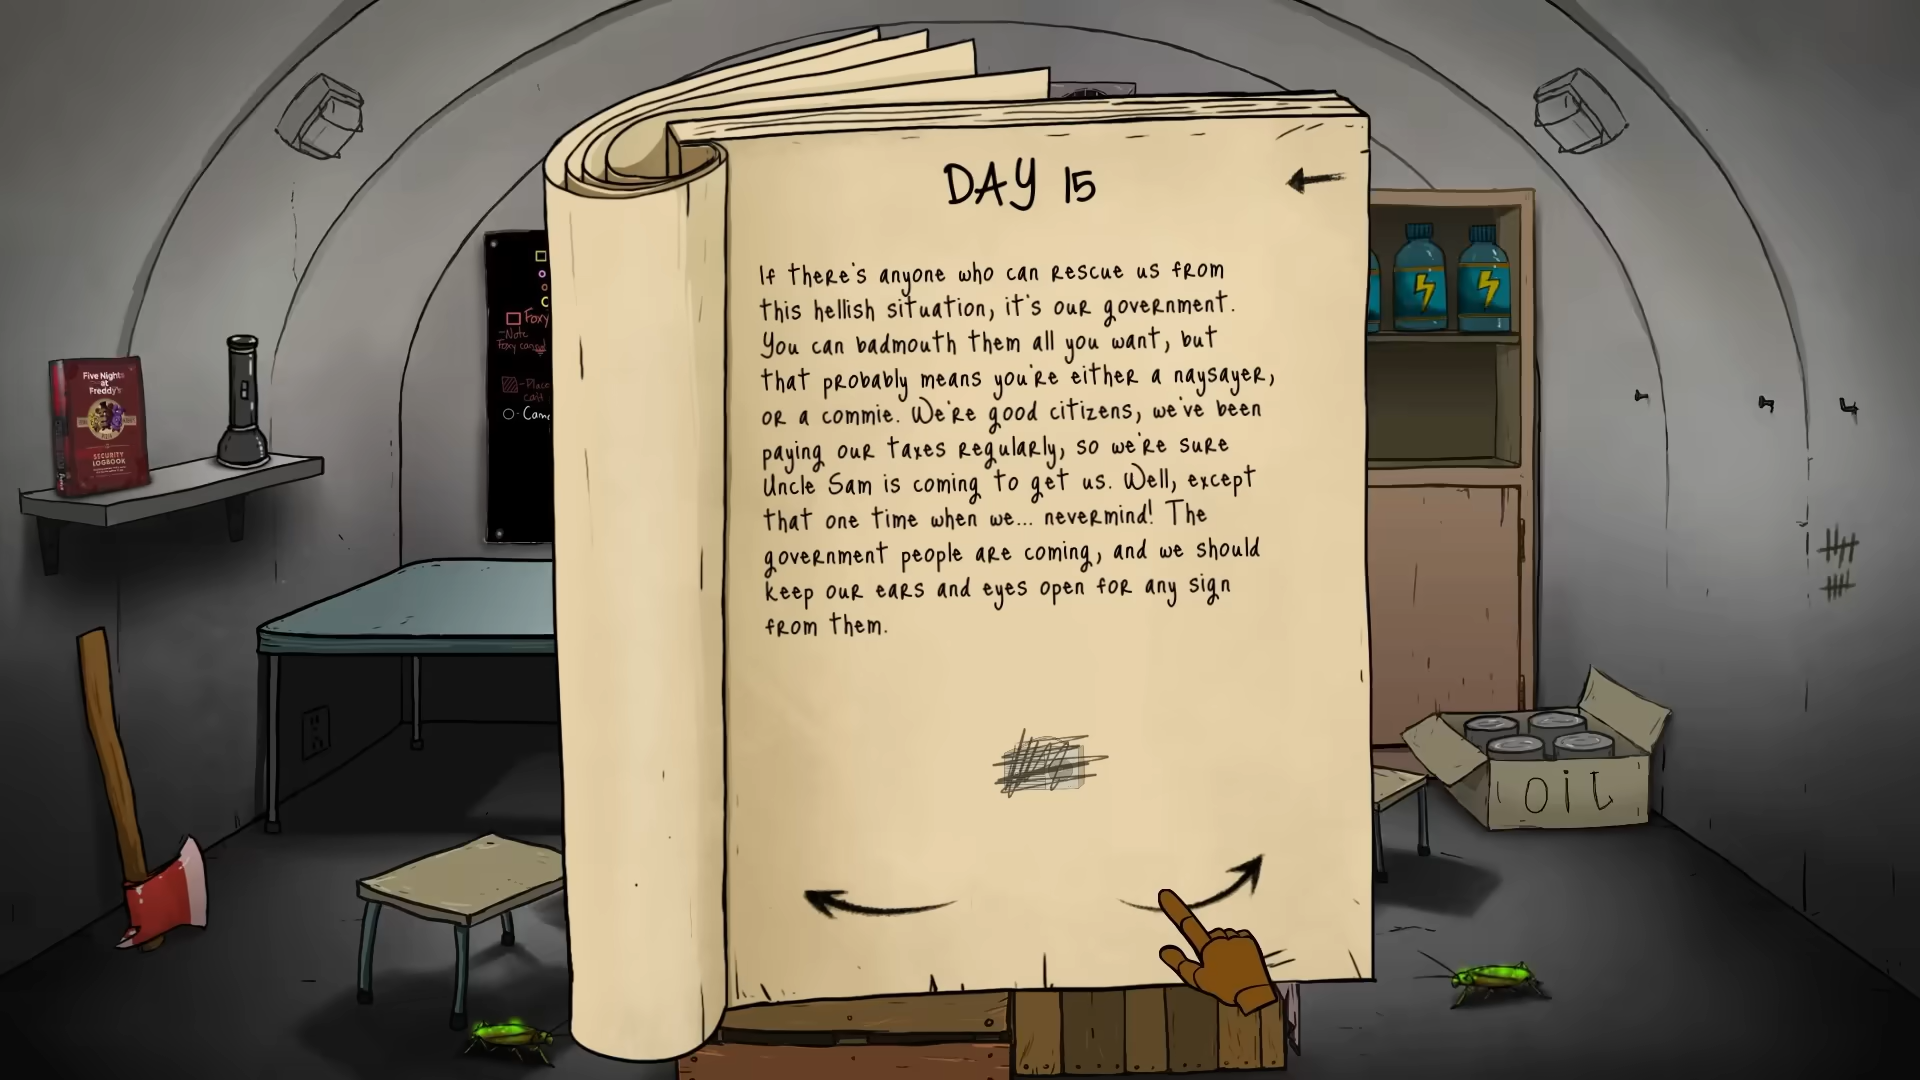 DAY 15
If there's anyone who can rescue us from
this hellish situation, it's our government.
You can badmouth them all you want, but
that probably means you're either a naysayer,
or a commie. We're good citizens, we've been
paying our taxes regularly, so we're sure
Uncle Sam is coming to get us. Well, except
that one time when we... nevermind! The
government people are coming, and we should
keep our ears and eyes open for any sign
from them.
Foxy
-Note
Foxy
-Place
Five Nights
at
Freddy's
SECURITY
LOGBOOK
OIL